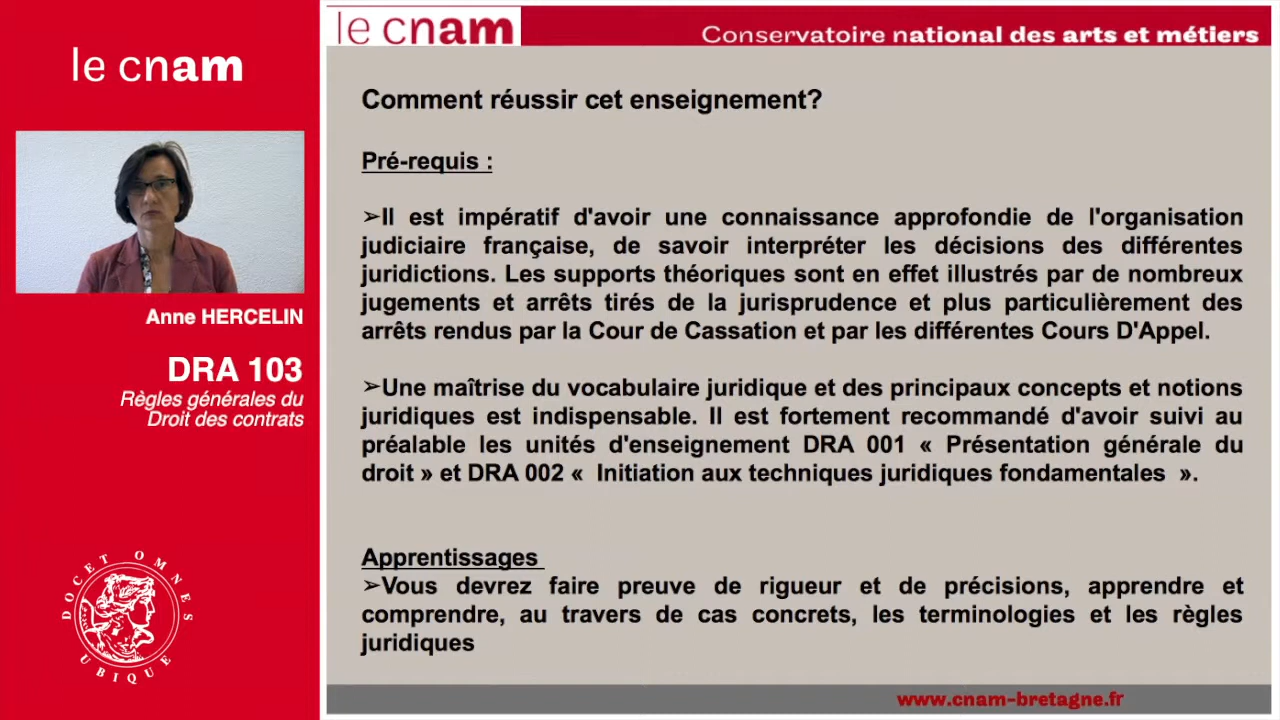 le cnam
Anne HERCELIN
DRA 103
Règles générales du
Droit des contrats
DOCET OMNES UBIQUE
le cnam
Conservatoire national des arts et métiers
Comment réussir cet enseignement?
Pré-requis :
➢Il est impératif d'avoir une connaissance approfondie de l'organisation
judiciaire française, de savoir interpréter les décisions des différentes
juridictions. Les supports théoriques sont en effet illustrés par de nombreux
jugements et arrêts tirés de la jurisprudence et plus particulièrement des
arrêts rendus par la Cour de Cassation et par les différentes Cours D'Appel.
➢Une maîtrise du vocabulaire juridique et des principaux concepts et notions
juridiques est indispensable. Il est fortement recommandé d'avoir suivi au
préalable les unités d'enseignement DRA 001 « Présentation générale du
droit » et DRA 002 « Initiation aux techniques juridiques fondamentales ».
Apprentissages
➢Vous devrez faire preuve de rigueur et de précisions, apprendre et
comprendre, au travers de cas concrets, les terminologies et les règles
juridiques
www.cnam-bretagne.fr